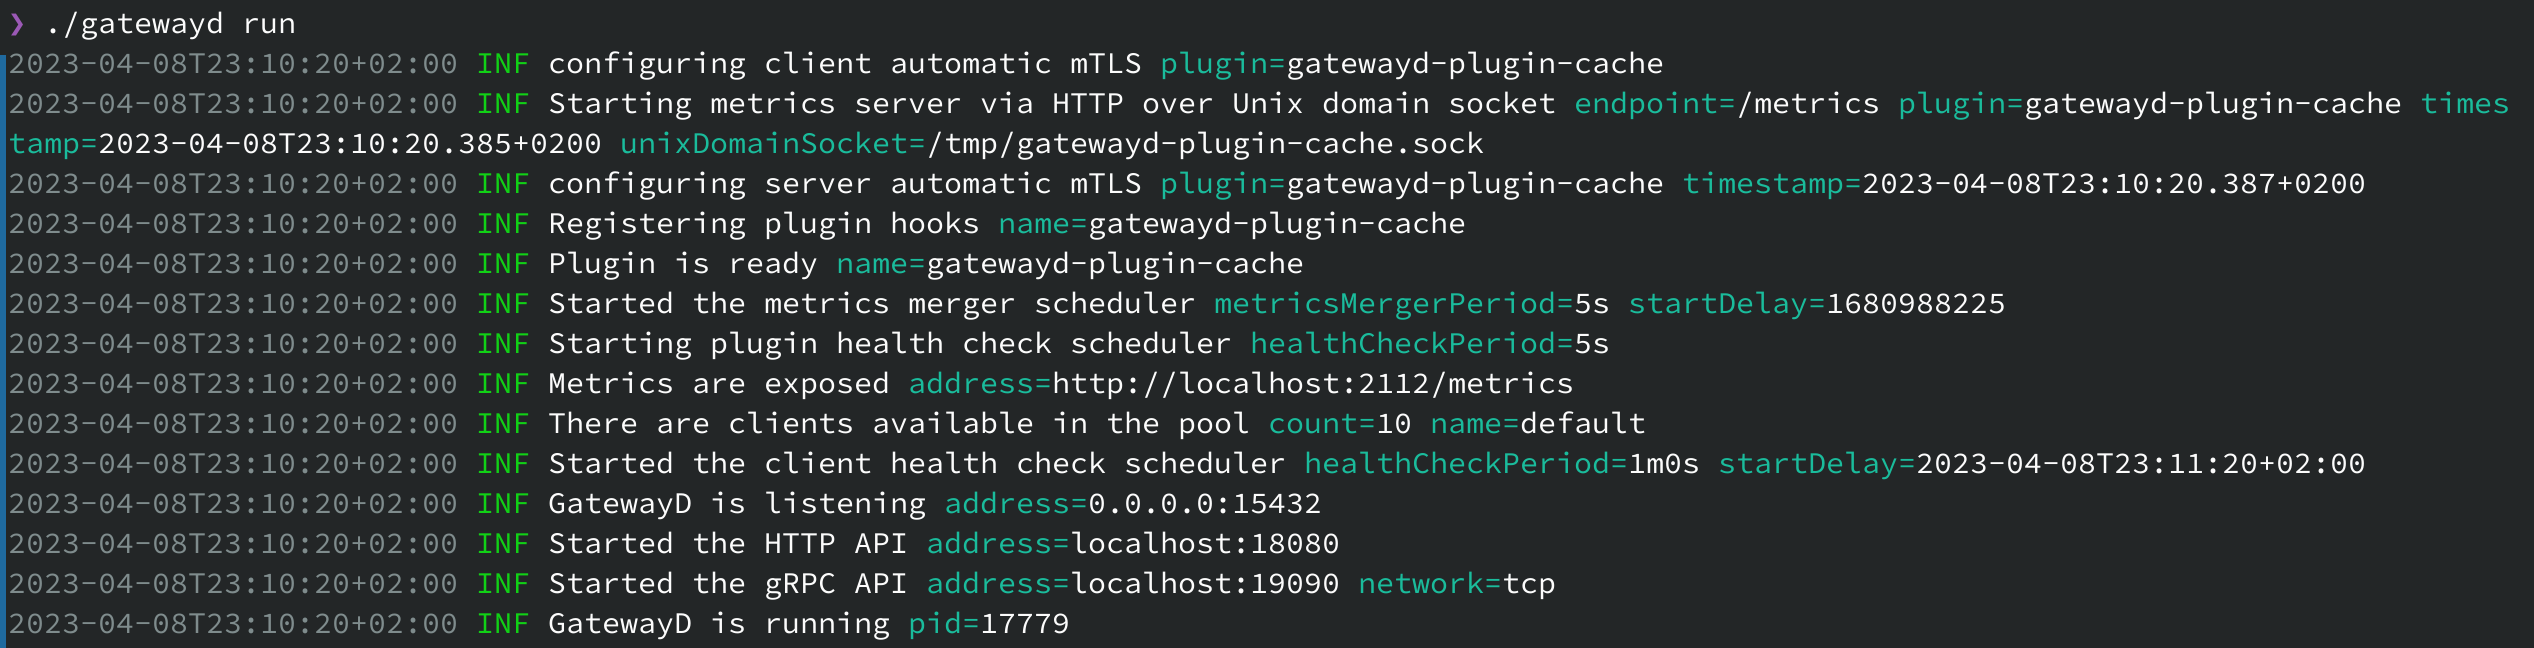 ❯ ./gatewayd run
2023-04-08T23:10:20+02:00 INF configuring client automatic mTLS plugin=gatewayd-plugin-cache
2023-04-08T23:10:20+02:00 INF Starting metrics server via HTTP over Unix domain socket endpoint=/metrics plugin=gatewayd-plugin-cache times
tamp=2023-04-08T23:10:20.385+0200 unixDomainSocket=/tmp/gatewayd-plugin-cache.sock
2023-04-08T23:10:20+02:00 INF configuring server automatic mTLS plugin=gatewayd-plugin-cache timestamp=2023-04-08T23:10:20.387+0200
2023-04-08T23:10:20+02:00 INF Registering plugin hooks name=gatewayd-plugin-cache
2023-04-08T23:10:20+02:00 INF Plugin is ready name=gatewayd-plugin-cache
2023-04-08T23:10:20+02:00 INF Started the metrics merger scheduler metricsMergerPeriod=5s startDelay=1680988225
2023-04-08T23:10:20+02:00 INF Starting plugin health check scheduler healthCheckPeriod=5s
2023-04-08T23:10:20+02:00 INF Metrics are exposed address=http://localhost:2112/metrics
2023-04-08T23:10:20+02:00 INF There are clients available in the pool count=10 name=default
2023-04-08T23:10:20+02:00 INF Started the client health check scheduler healthCheckPeriod=1m0s startDelay=2023-04-08T23:11:20+02:00
2023-04-08T23:10:20+02:00 INF GatewayD is listening address=0.0.0.0:15432
2023-04-08T23:10:20+02:00 INF Started the HTTP API address=localhost:18080
2023-04-08T23:10:20+02:00 INF Started the gRPC API address=localhost:19090 network=tcp
2023-04-08T23:10:20+02:00 INF GatewayD is running pid=17779